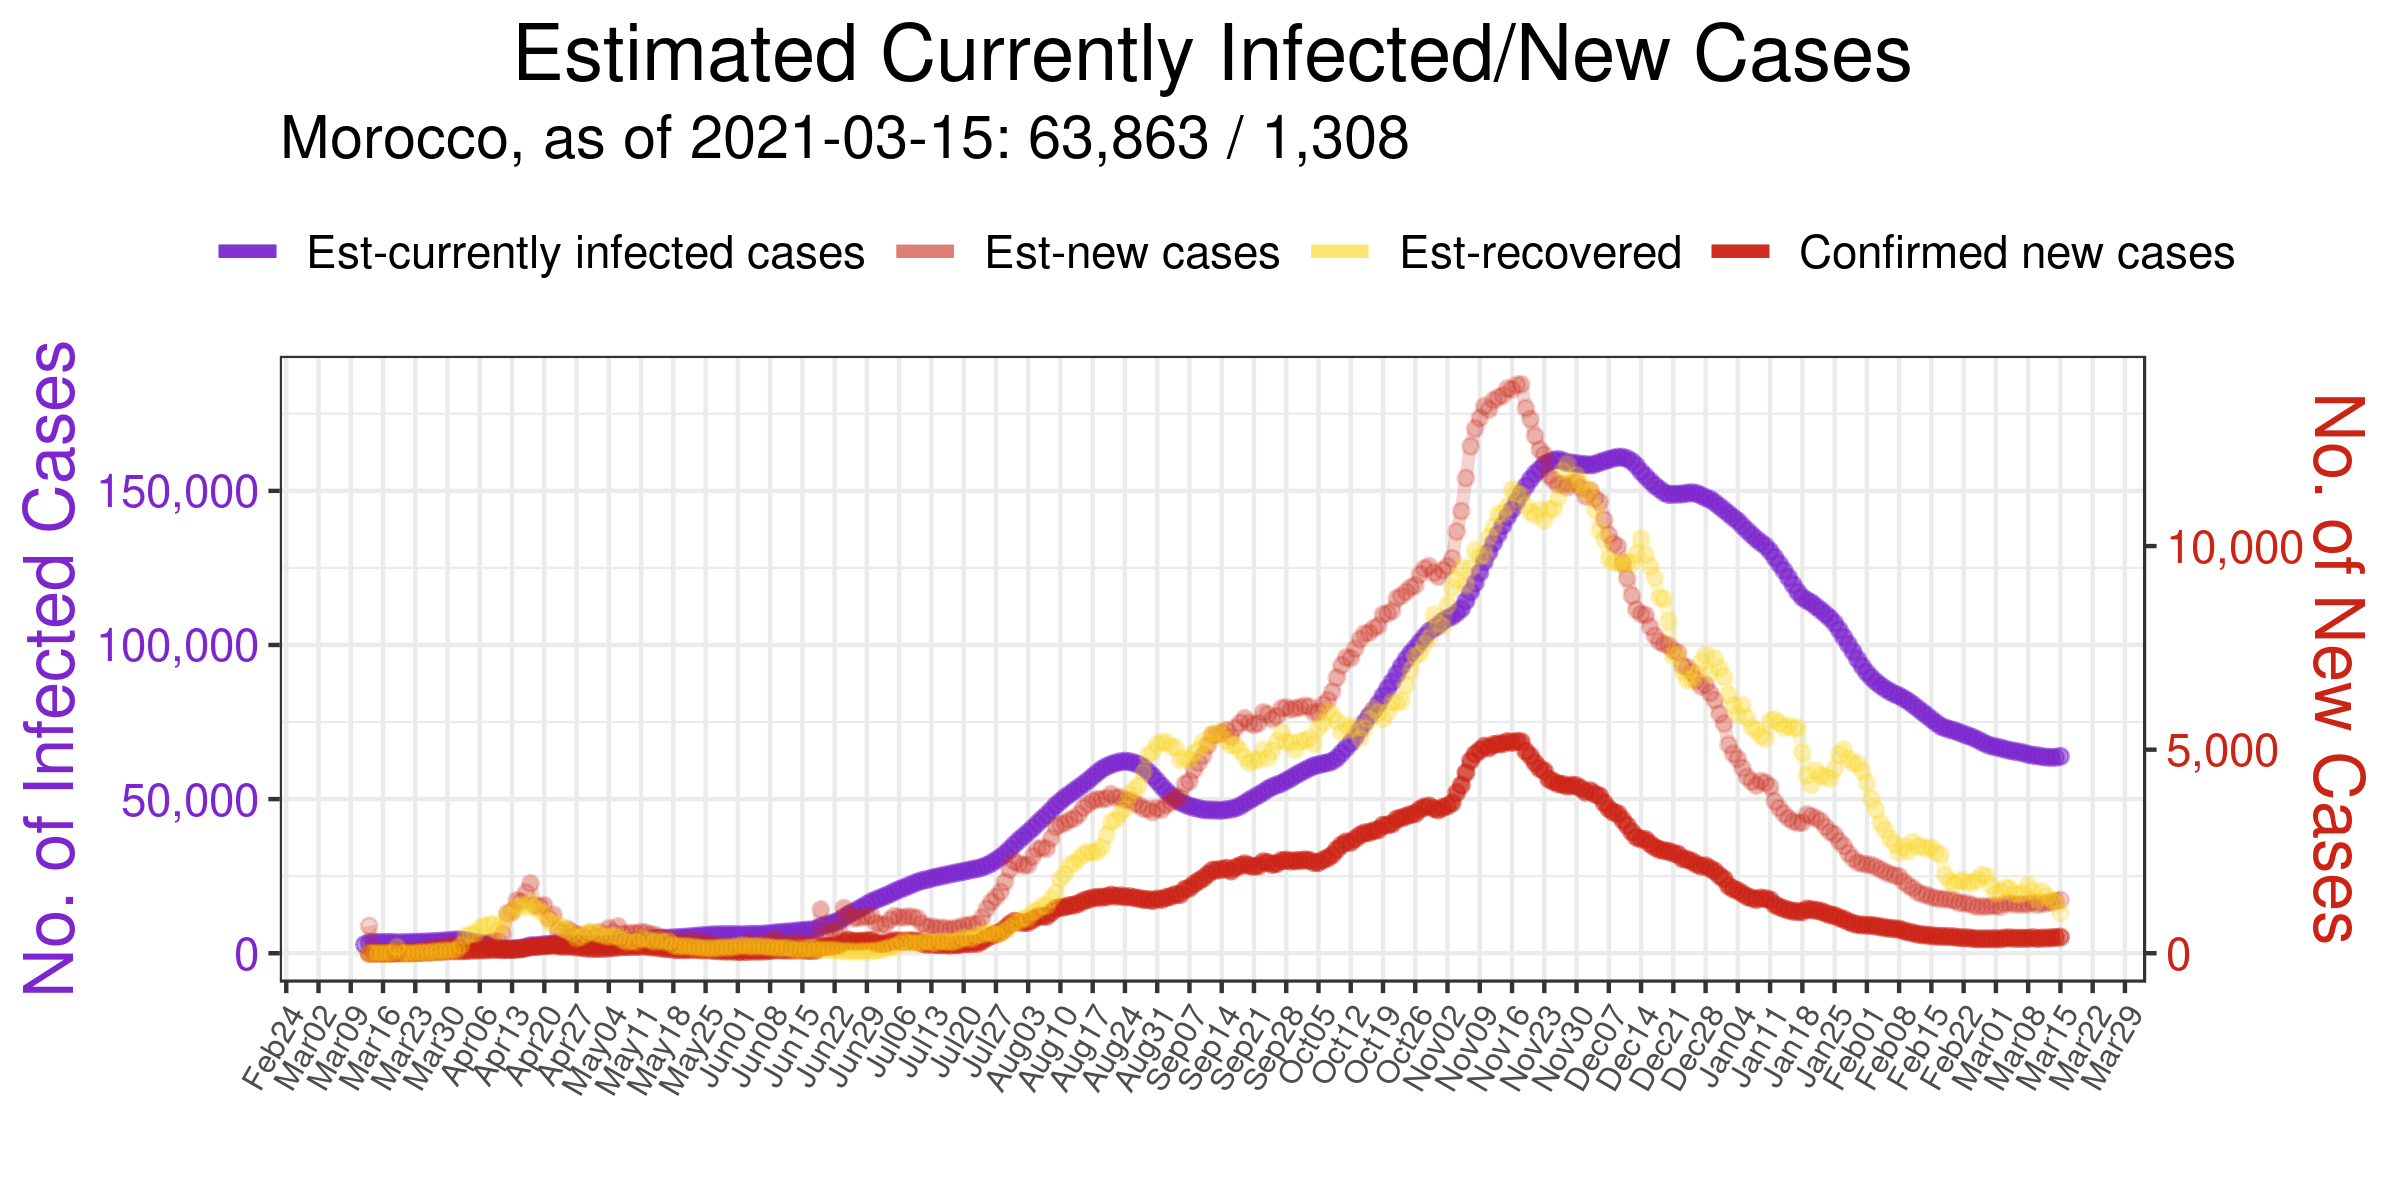 Estimated Currently Infected/New Cases
Morocco, as of 2021-03-15: 63,863 / 1,308
Est-currently infected cases Est-new cases Est-recovered Confirmed new cases
No. of Infected Cases
150,000
100,000
50,000
0
10,000
5,000
0
No. of New Cases
Feb24 Mar02 Mar09 Mar16 Mar23 Mar30 Apr06 Apr13 Apr20 Apr27 May04 May11 May18 May25 Jun01 Jun08 Jun15 Jun22 Jun29 Jul06 Jul13 Jul20 Jul27 Aug03 Aug10 Aug17 Aug24 Aug31 Sep07 Sep14 Sep21 Sep28 Oct05 Oct12 Oct19 Oct26 Nov02 Nov09 Nov16 Nov23 Nov30 Dec07 Dec14 Dec21 Dec28 Jan04 Jan11 Jan18 Jan25 Feb01 Feb08 Feb15 Feb22 Mar01 Mar08 Mar15 Mar22 Mar29